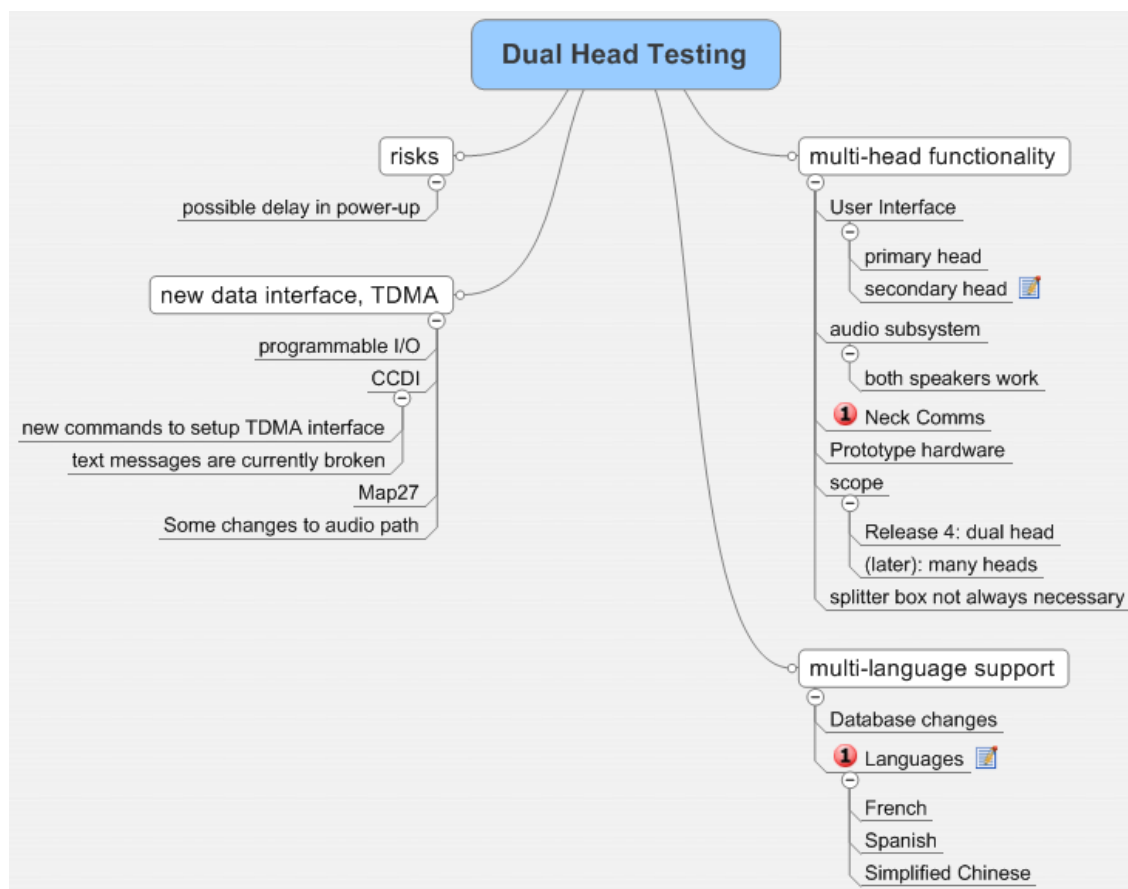 Dual Head Testing
risks
possible delay in power-up
new data interface, TDMA
programmable I/O
CCDI
new commands to setup TDMA interface
text messages are currently broken
Map27
Some changes to audio path
multi-head functionality
User Interface
primary head
secondary head
audio subsystem
both speakers work
1 Neck Comms
Prototype hardware
scope
Release 4: dual head
(later): many heads
splitter box not always necessary
multi-language support
Database changes
1 Languages
French
Spanish
Simplified Chinese